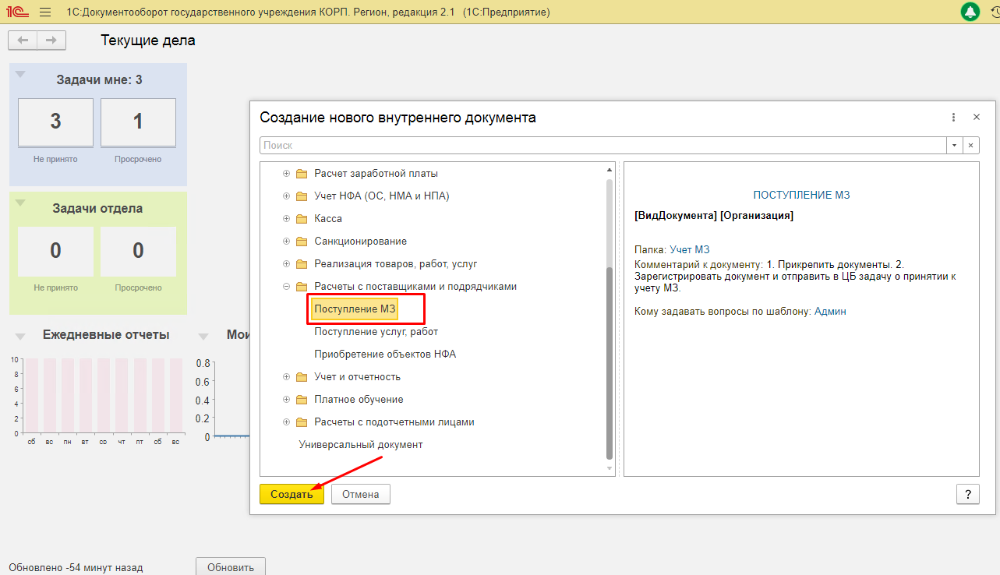 1С:Документооборот государственного учреждения КОРП. Регион, редакция 2.1 (1С:Предприятие)
Текущие дела
Задачи мне: 3
3 1
Не принято Просрочено
Задачи отдела
0 0
Не принято Просрочено
Ежедневные отчеты
10
8
6
4
2
0
сб вс пн вт ср чт пт сб вс
Мои
0.8
0.6
0.4
0.2
0
Обновлено -54 минут назад
Обновить
Создание нового внутреннего документа
Поиск
Расчет заработной платы
Учет НФА (ОС, НМА и НПА)
Касса
Санкционирование
Реализация товаров, работ, услуг
Расчеты с поставщиками и подрядчиками
Поступление МЗ
Поступление услуг, работ
Приобретение объектов НФА
Учет и отчетность
Платное обучение
Расчеты с подотчетными лицами
Универсальный документ
ПОСТУПЛЕНИЕ МЗ
[ВидДокумента] [Организация]
Папка: Учет МЗ
Комментарий к документу: 1. Прикрепить документы. 2.
Зарегистрировать документ и отправить в ЦБ задачу о принятии к
учету МЗ.
Кому задавать вопросы по шаблону: Админ
Создать
Отмена
?